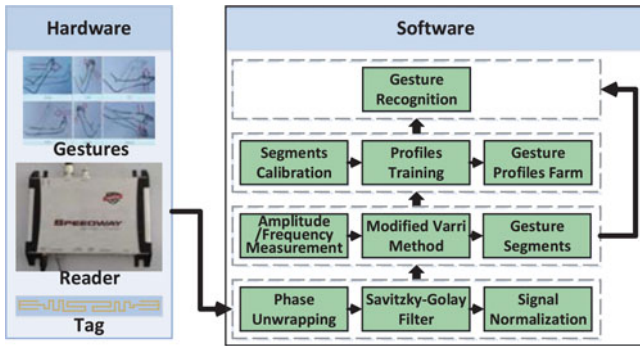 Hardware
Gestures
SPEEDWAY
Reader
Tag
Software
Gesture
Recognition
Segments
Calibration
Profiles
Training
Gesture
Profiles Farm
Amplitude
/Frequency
Measurement
Modified Varri
Method
Gesture
Segments
Phase
Unwrapping
Savitzky-Golay
Filter
Signal
Normalization